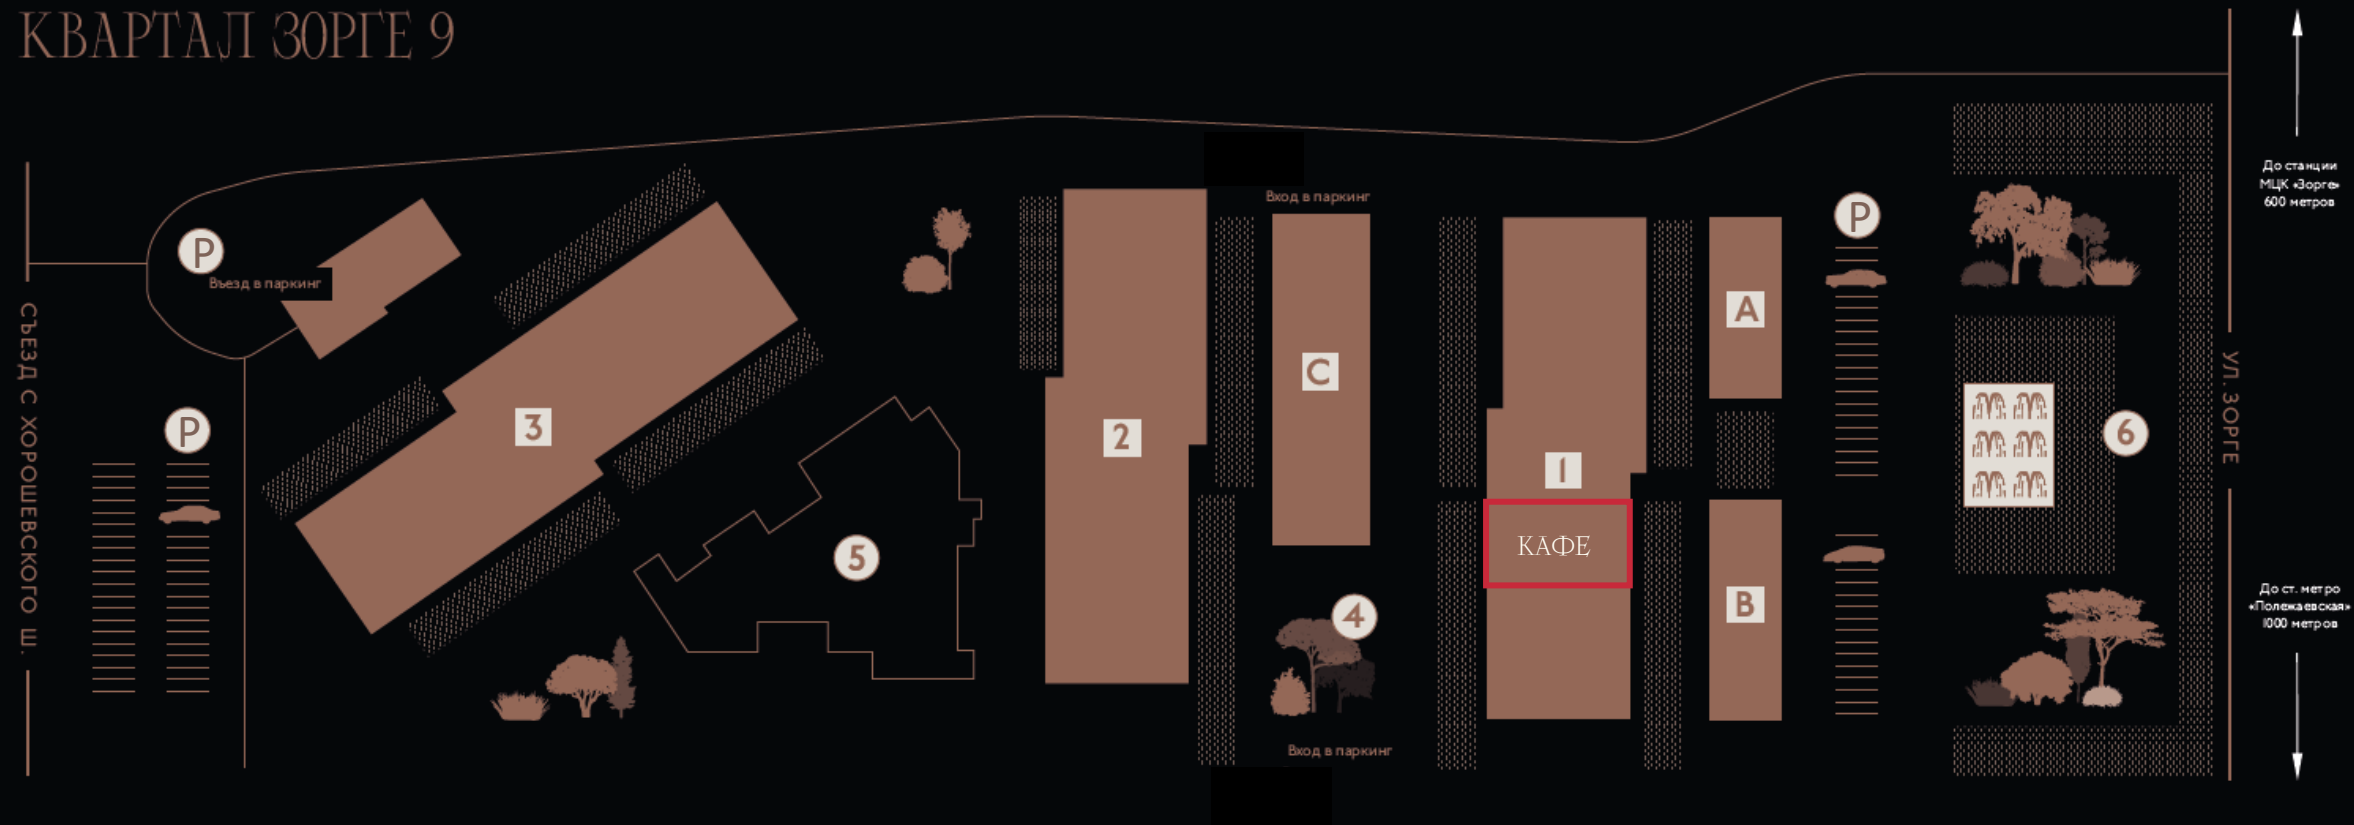 КВАРТАЛ ЗОРГЕ 9
До станции
МЦК «Зорге»
600 метров
Вход в паркинг
P
P
Въезд в паркинг
A
C
СЪЕЗД С ХОРОШЕВСКОГО Ш.
УЛ. ЗОРГЕ
P
3
2
6
1
КАФЕ
5
До ст. метро
«Полежаевская»
1000 метров
B
4
Вход в паркинг